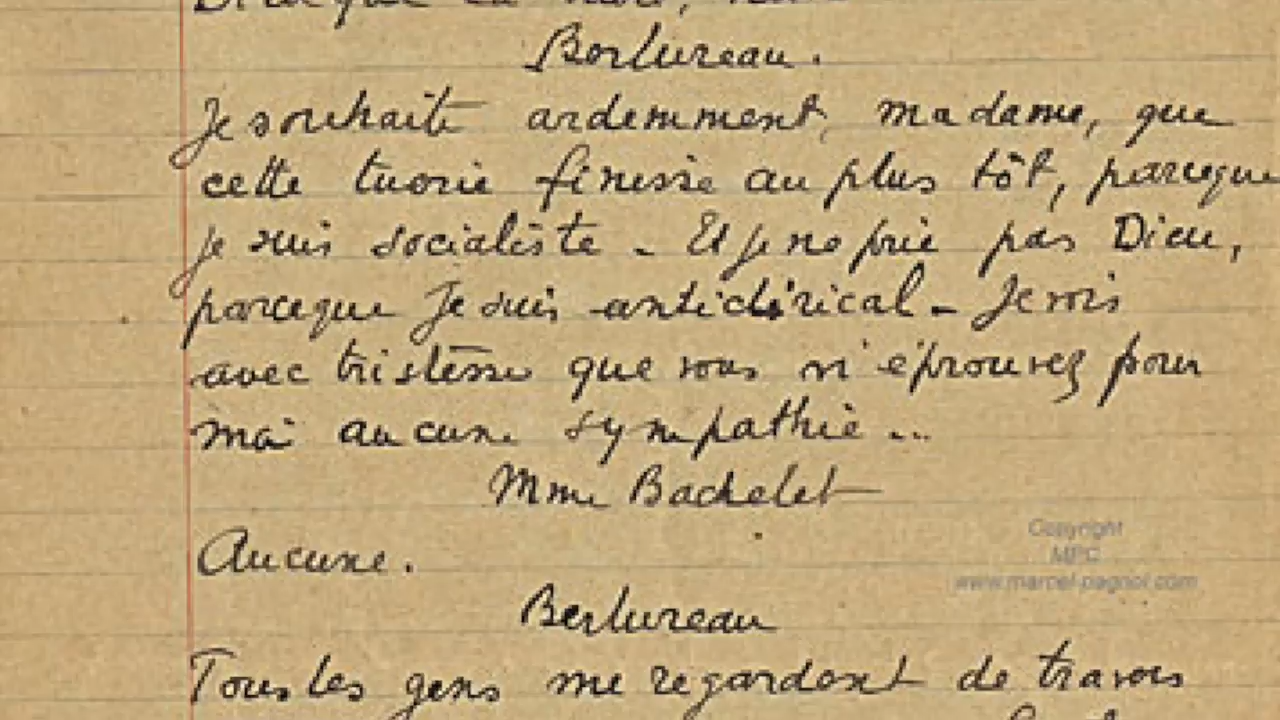 Berlureau.
Je souhaite ardemment, madame, que
cette tuerie finisse au plus tôt, parceque
je suis socialiste - Et je ne prie pas Dieu,
parceque je suis anticlérical - Je vois
avec tristesse que vous n'éprouvez pour
moi aucune sympathie ...
Mme Bachelet
Aucune.
Berlureau
Tous les gens me regardent de travers
Copyright
MPC
www.marcel-pagnol.com